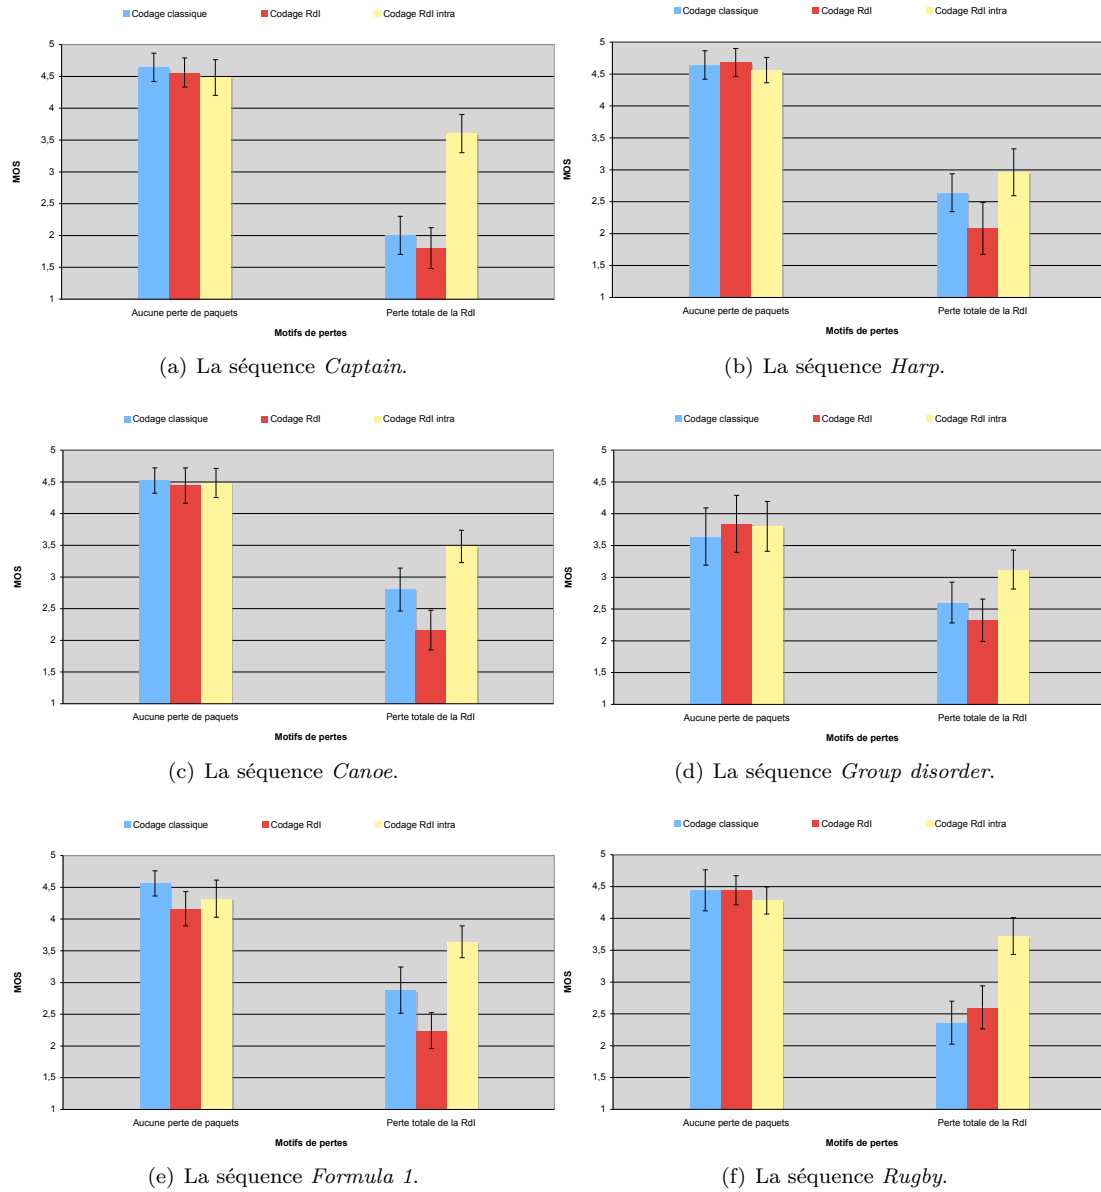 Codage classique Codage RdI Codage RdI intra
5
4,5
4
3,5
3
2,5
2
1,5
1
MOS
Aucune perte de paquets Perte totale de la RdI
Motifs de pertes
(a) La séquence Captain.
Codage classique Codage RdI Codage RdI intra
5
4,5
4
3,5
3
2,5
2
1,5
1
MOS
Aucune perte de paquets Perte totale de la RdI
Motifs de pertes
(b) La séquence Harp.
Codage classique Codage RdI Codage RdI intra
5
4,5
4
3,5
3
2,5
2
1,5
1
MOS
Aucune perte de paquets Perte totale de la RdI
Motifs de pertes
(c) La séquence Canoe.
Codage classique Codage RdI Codage RdI intra
5
4,5
4
3,5
3
2,5
2
1,5
1
MOS
Aucune perte de paquets Perte totale de la RdI
Motifs de pertes
(d) La séquence Group disorder.
Codage classique Codage RdI Codage RdI intra
5
4,5
4
3,5
3
2,5
2
1,5
1
MOS
Aucune perte de paquets Perte totale de la RdI
Motifs de pertes
(e) La séquence Formula 1.
Codage classique Codage RdI Codage RdI intra
5
4,5
4
3,5
3
2,5
2
1,5
1
MOS
Aucune perte de paquets Perte totale de la RdI
Motifs de pertes
(f) La séquence Rugby.